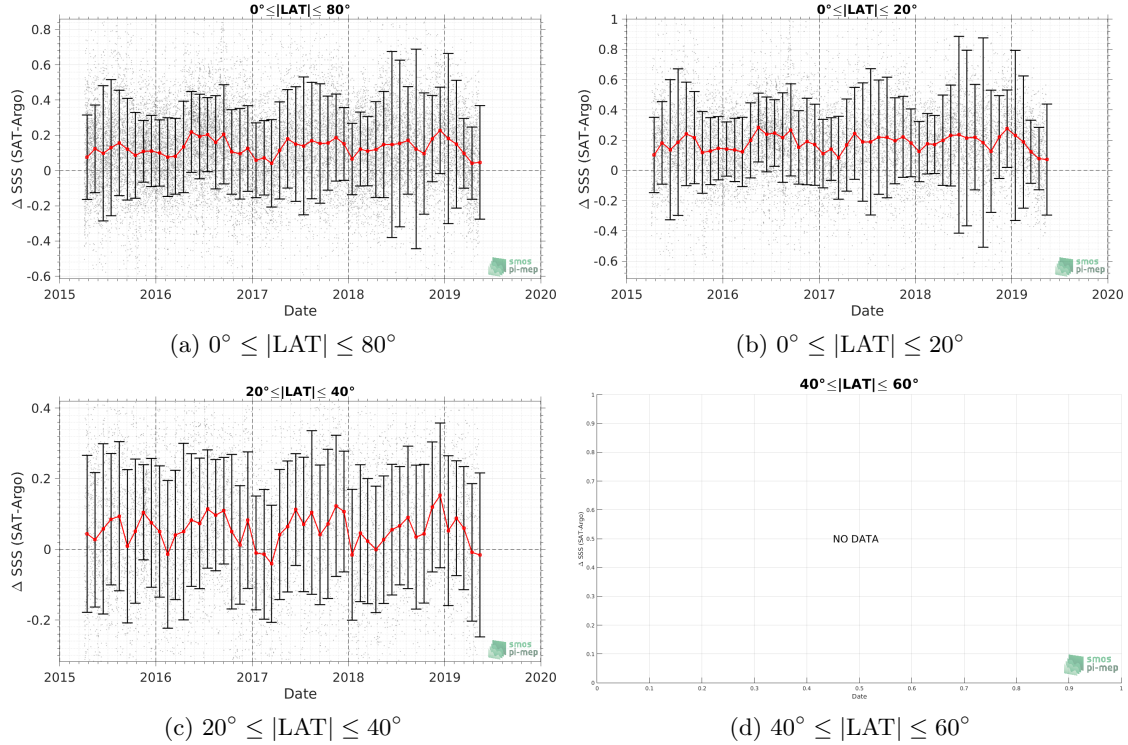 0°≤|LAT|≤ 80°
Δ SSS (SAT-Argo)
0.8
0.6
0.4
0.2
0
-0.2
-0.4
-0.6
2015 2016 2017 2018 2019 2020
Date
smos
pi-mep
(a) 0° ≤ |LAT| ≤ 80°
0°≤|LAT|≤ 20°
Δ SSS (SAT-Argo)
1
0.8
0.6
0.4
0.2
0
-0.2
-0.4
-0.6
2015 2016 2017 2018 2019 2020
Date
smos
pi-mep
(b) 0° ≤ |LAT| ≤ 20°
20°≤|LAT|≤ 40°
Δ SSS (SAT-Argo)
0.4
0.2
0
-0.2
2015 2016 2017 2018 2019 2020
Date
smos
pi-mep
(c) 20° ≤ |LAT| ≤ 40°
40°≤|LAT|≤ 60°
Δ SSS (SAT-Argo)
1
0.9
0.8
0.7
0.6
0.5
0.4
0.3
0.2
0.1
0
NO DATA
0 0.1 0.2 0.3 0.4 0.5 0.6 0.7 0.8 0.9 1
Date
smos
pi-mep
(d) 40° ≤ |LAT| ≤ 60°